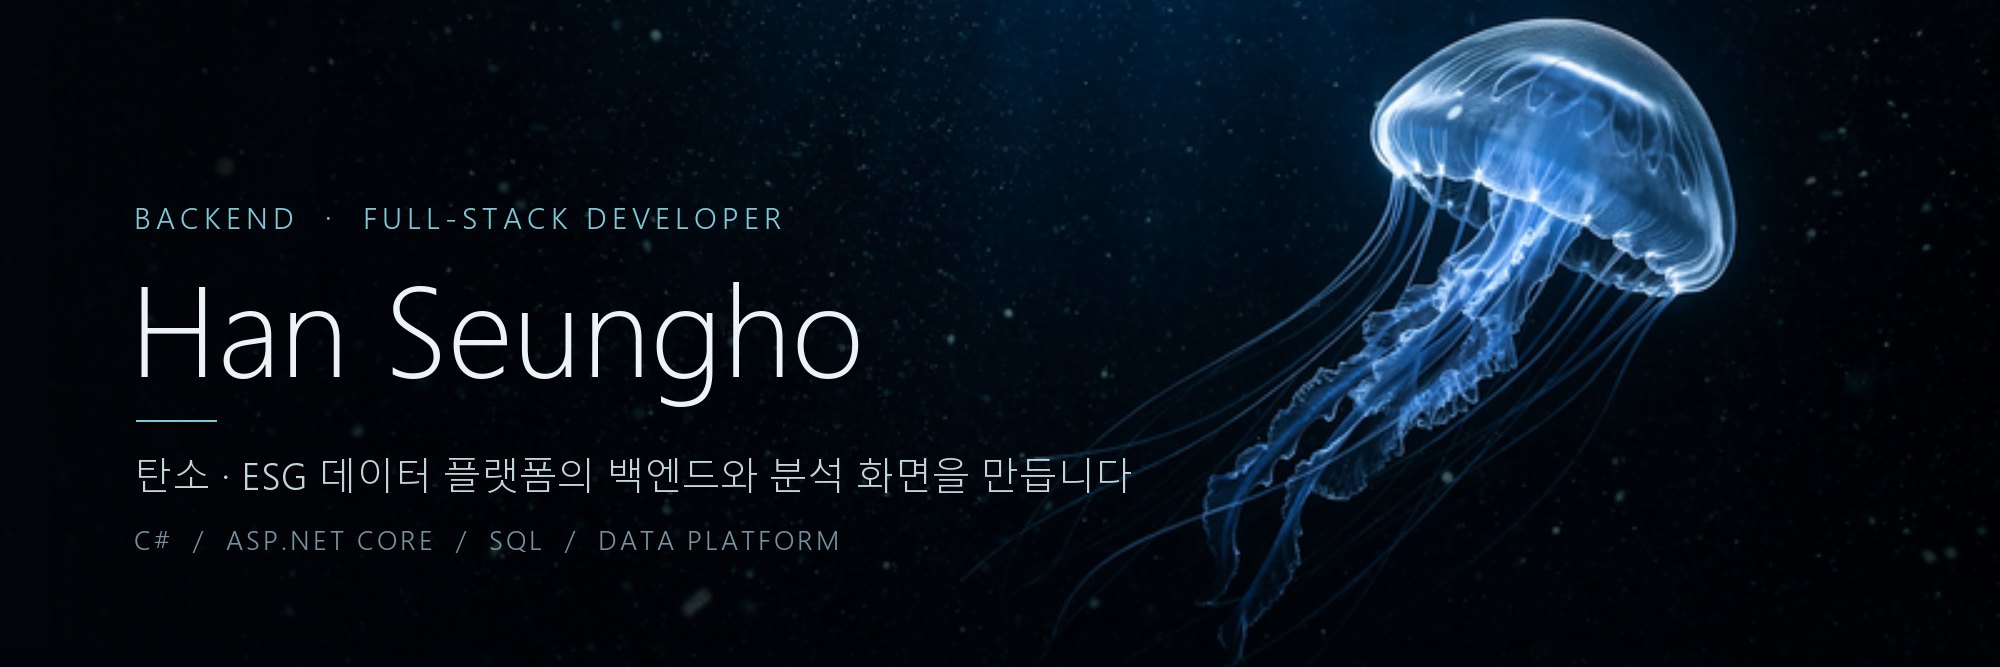 BACKEND · FULL-STACK DEVELOPER
Han Seungho
탄소 · ESG 데이터 플랫폼의 백엔드와 분석 화면을 만듭니다
C# / ASP.NET CORE / SQL / DATA PLATFORM